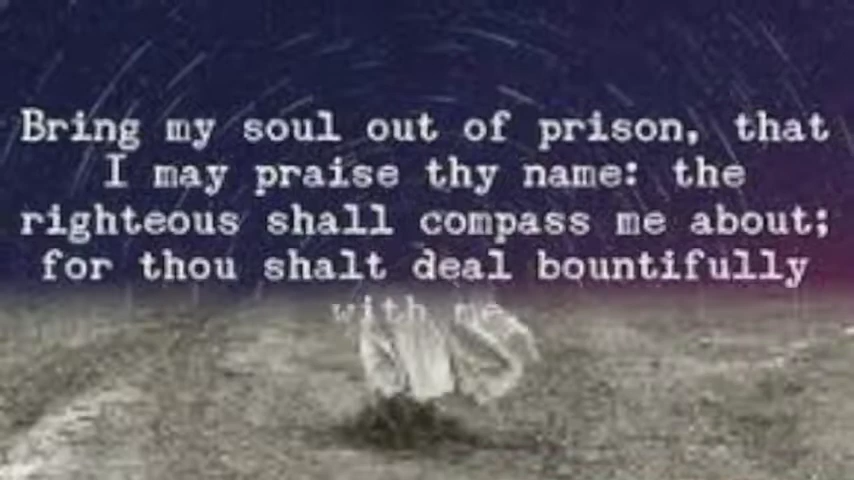 Bring my soul out of prison, that
I may praise thy name: the
righteous shall compass me about;
for thou shalt deal bountifully
with me